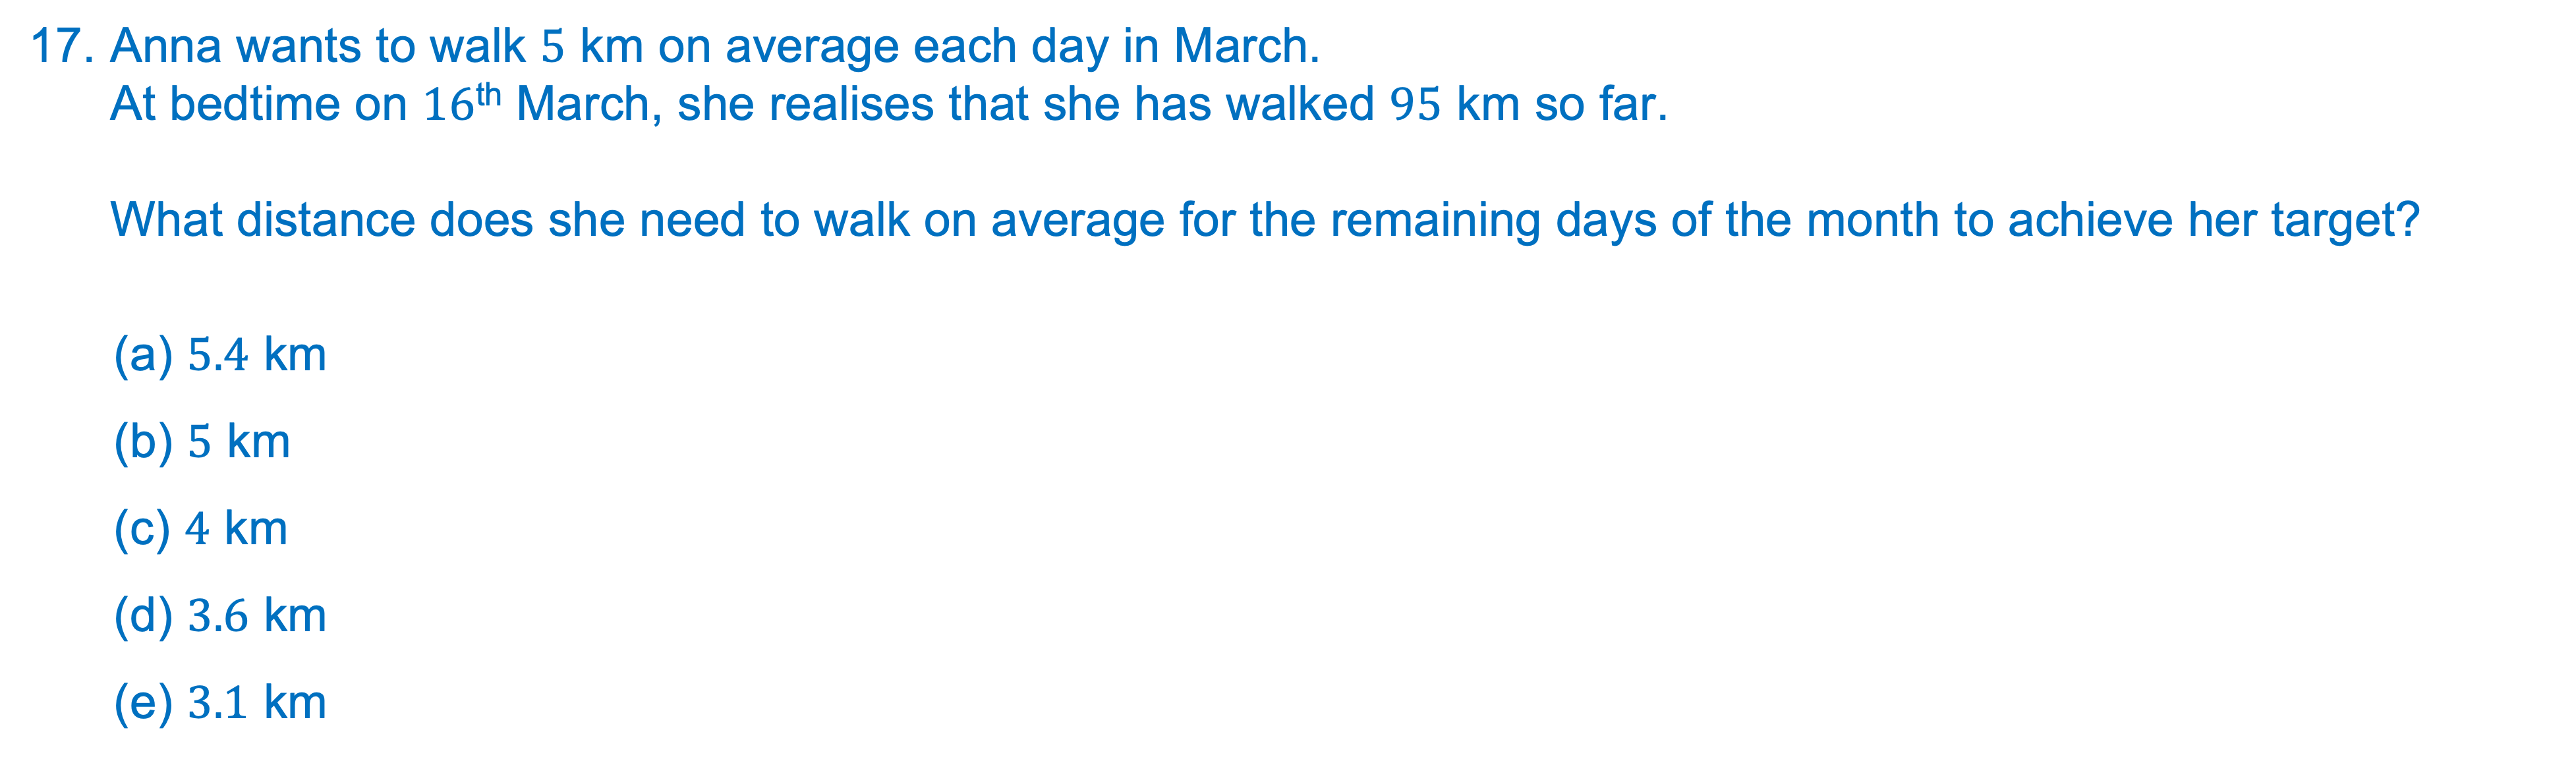 17. Anna wants to walk 5 km on average each day in March.
At bedtime on 16th March, she realises that she has walked 95 km so far.
What distance does she need to walk on average for the remaining days of the month to achieve her target?
(a) 5.4 km
(b) 5 km
(c) 4 km
(d) 3.6 km
(e) 3.1 km